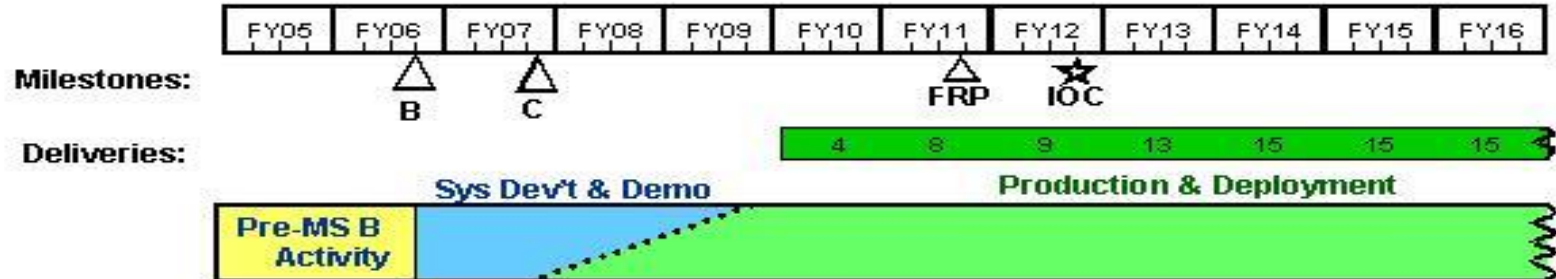 FY05 FY06 FY07 FY08 FY09 FY10 FY11 FY12 FY13 FY14 FY15 FY16
Milestones:
B C FRP IOC
Deliveries:
4 8 9 13 15 15 15
Sys Dev't & Demo Production & Deployment
Pre-MS B
Activity